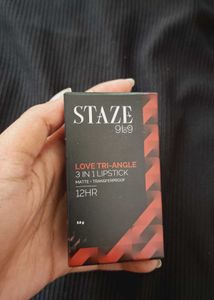 STAZE
9to9
LOVE TRI-ANGLE
3 IN 1 LIPSTICK
MATTE • TRANSFERPROOF
12HR